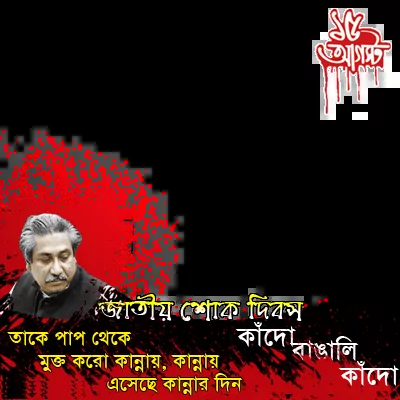 ১৫
আগস্ট
জাতীয় শোক দিবস
কাঁদো
বাঙালি
কাঁদো
তাকে পাপ থেকে
মুক্ত করো কান্নায়, কান্নায়
এসেছে কান্নার দিন